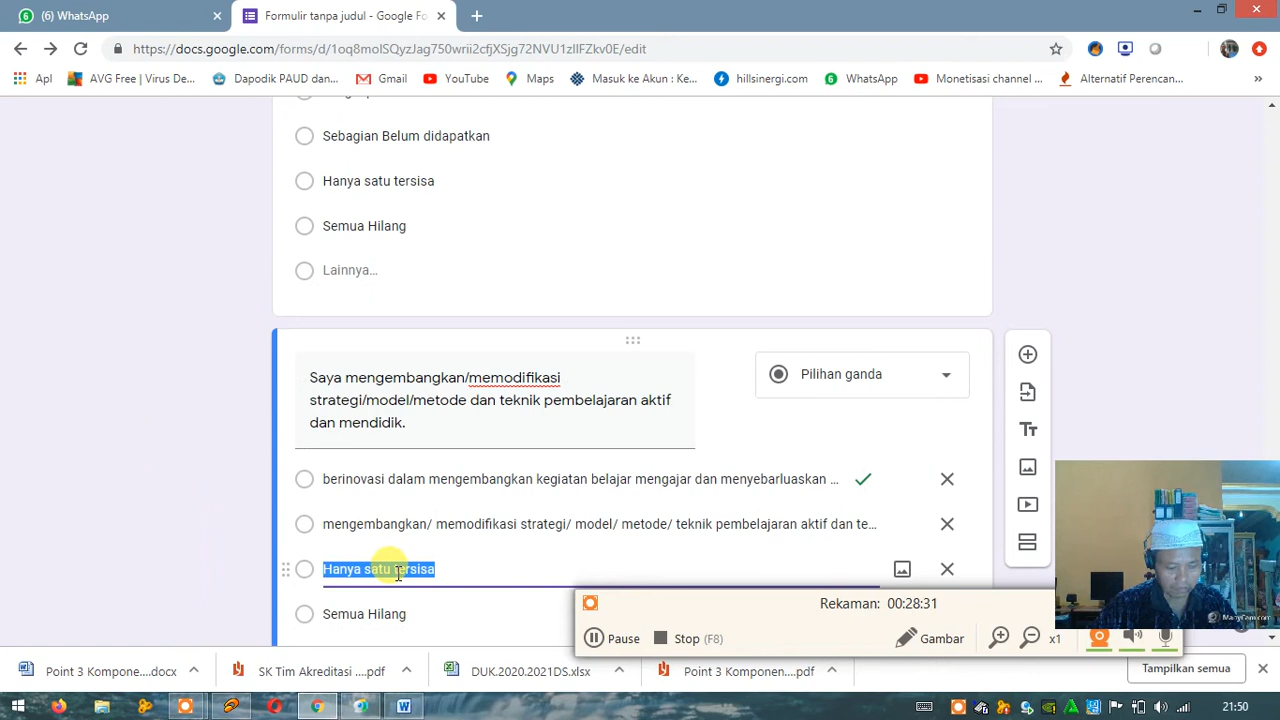 (6) WhatsApp
Formulir tanpa judul - Google Fo
https://docs.google.com/forms/d/1oq8molSQyzJag750wrii2cfjXSjg72NVU1zlIFZkv0E/edit
Apl
AVG Free | Virus De...
Dapodik PAUD dan...
Gmail
YouTube
Maps
Masuk ke Akun : Ke...
hillsinergi.com
WhatsApp
Monetisasi channel ...
Alternatif Perencan...
»
Sebagian Belum didapatkan
Hanya satu tersisa
Semua Hilang
Lainnya...
Saya mengembangkan/memodifikasi
strategi/model/metode dan teknik pembelajaran aktif
dan mendidik.
Pilihan ganda
berinovasi dalam mengembangkan kegiatan belajar mengajar dan menyebarluaskan ...
mengembangkan/ memodifikasi strategi/ model/ metode/ teknik pembelajaran aktif dan te...
Hanya satu tersisa
Semua Hilang
Rekaman: 00:28:31
Pause
Stop (F8)
Gambar
x1
ManyCam.com
Point 3 Kompone....docx
SK Tim Akreditasi ....pdf
DUK.2020.2021DS.xlsx
Point 3 Komponen....pdf
Tampilkan semua
21:50